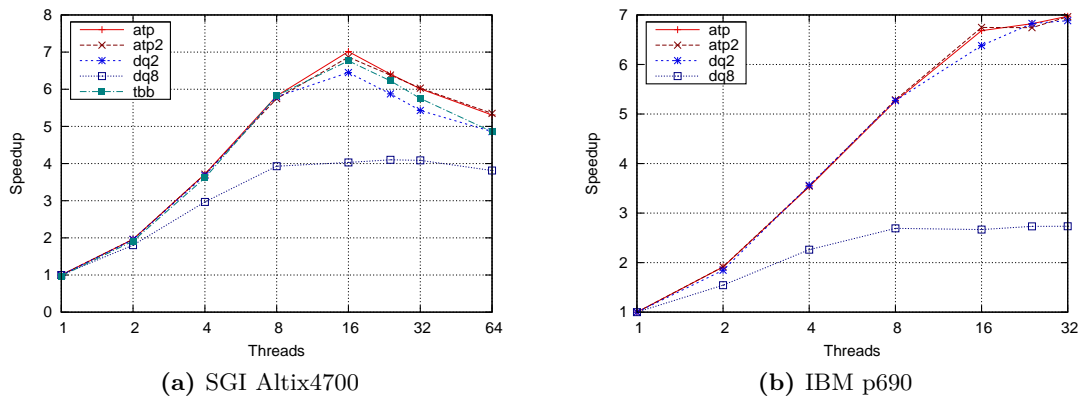 8
7
6
5
4
3
2
1
0
Speedup
atp
atp2
dq2
dq8
tbb
1 2 4 8 16 32 64
Threads
(a) SGI Altix4700
7
6
5
4
3
2
1
Speedup
atp
atp2
dq2
dq8
1 2 4 8 16 32
Threads
(b) IBM p690